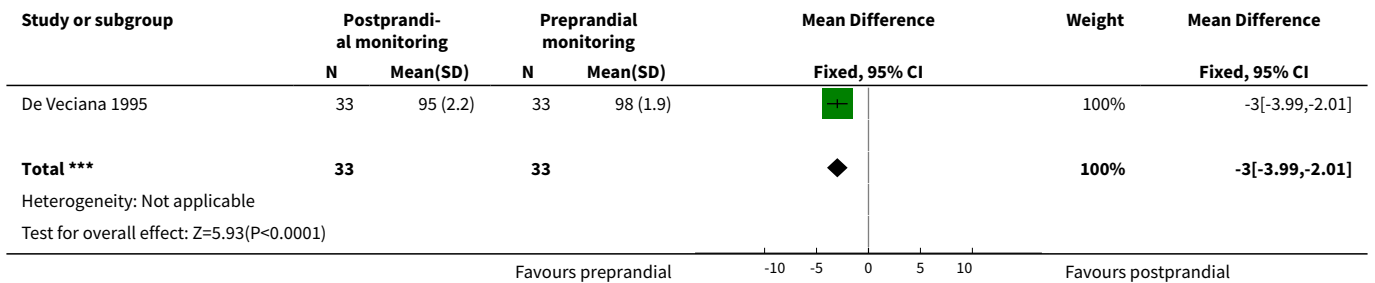 Study or subgroup Postprandi- Preprandial Mean Difference Weight Mean Difference
al monitoring monitoring
N Mean(SD) N Mean(SD) Fixed, 95% CI Fixed, 95% CI
De Veciana 1995 33 95 (2.2) 33 98 (1.9) 100% -3[-3.99,-2.01]
Total *** 33 33 100% -3[-3.99,-2.01]
Heterogeneity: Not applicable
Test for overall effect: Z=5.93(P<0.0001)
Favours preprandial -10 -5 0 5 10 Favours postprandial